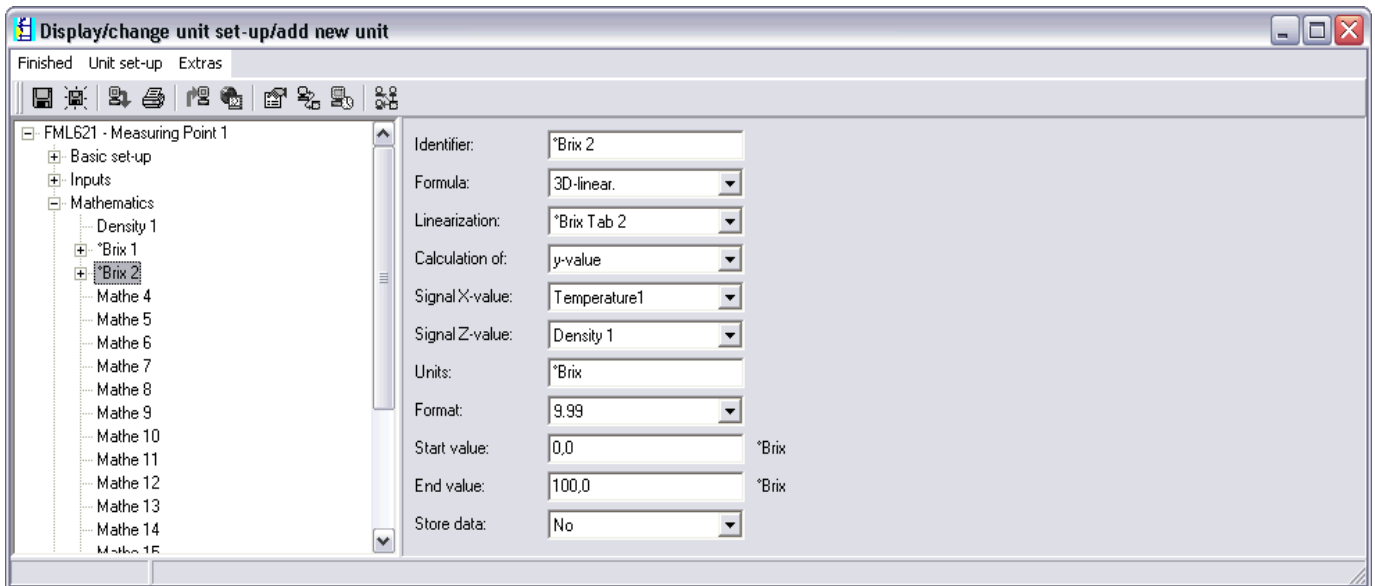 Display/change unit set-up/add new unit
Finished Unit set-up Extras
FML621 - Measuring Point 1
Basic set-up
Inputs
Mathematics
Density 1
°Brix 1
°Brix 2
Mathe 4
Mathe 5
Mathe 6
Mathe 7
Mathe 8
Mathe 9
Mathe 10
Mathe 11
Mathe 12
Mathe 13
Mathe 14
Mathe 15
Identifier: °Brix 2
Formula: 3D-linear.
Linearization: °Brix Tab 2
Calculation of: y-value
Signal X-value: Temperature1
Signal Z-value: Density 1
Units: °Brix
Format: 9.99
Start value: 0,0 °Brix
End value: 100,0 °Brix
Store data: No